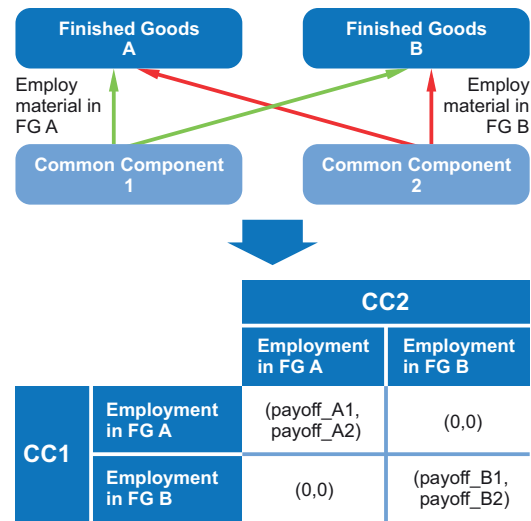 Finished Goods
A
Finished Goods
B
Employ
material in
FG A
Employ
material in
FG B
Common Component
1
Common Component
2
CC2
Employment
in FG A
Employment
in FG B
CC1
Employment
in FG A
(payoff_A1,
payoff_A2)
(0,0)
Employment
in FG B
(0,0)
(payoff_B1,
payoff_B2)